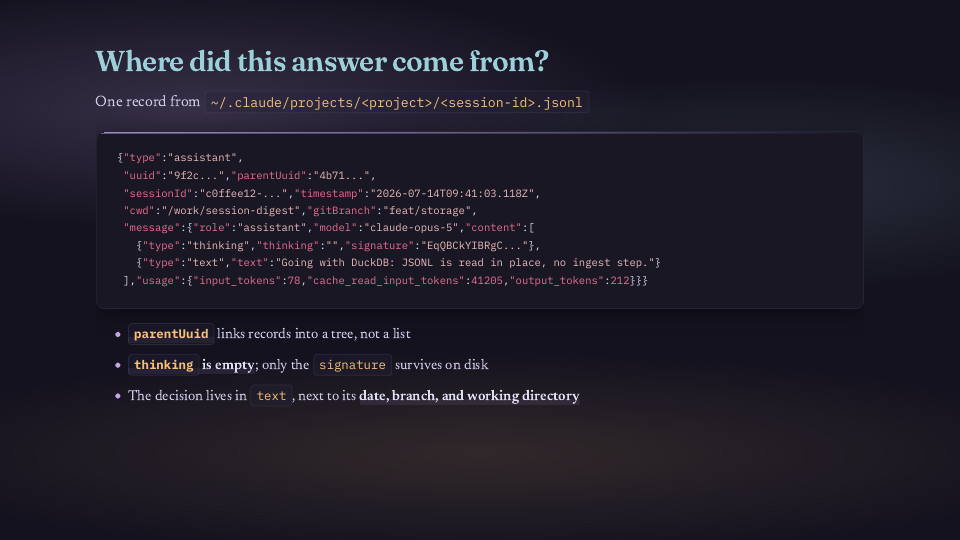 Where did this answer come from?
One record from ~/.claude/projects/<project>/<session-id>.jsonl
{"type":"assistant",
"uuid":"9f2c...","parentUuid":"4b71...",
"sessionId":"c0ffee12-...","timestamp":"2026-07-14T09:41:03.118Z",
"cwd":"/work/session-digest","gitBranch":"feat/storage",
"message":{"role":"assistant","model":"claude-opus-5","content":[
{"type":"thinking","thinking":"","signature":"EqQBCkYIBRgC..."},
{"type":"text","text":"Going with DuckDB: JSONL is read in place, no ingest step."}
],"usage":{"input_tokens":78,"cache_read_input_tokens":41205,"output_tokens":212}}}
• parentUuid links records into a tree, not a list
• thinking is empty; only the signature survives on disk
• The decision lives in text, next to its date, branch, and working directory